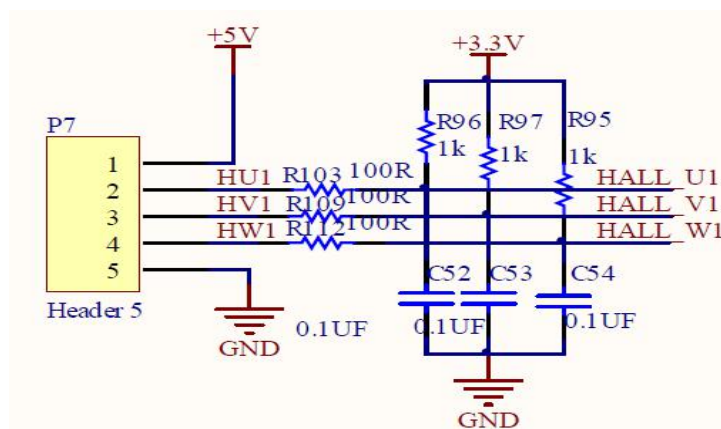 +5V
+3.3V
P7
R96
R97
R95
1k
1k
1k
1
2
3
4
5
HU1
R103
100R
HALL_U1
HV1
R109
100R
HALL_V1
HW1
R112
100R
HALL_W1
C52
C53
C54
Header 5
0.1UF
0.1UF
0.1UF
GND
GND